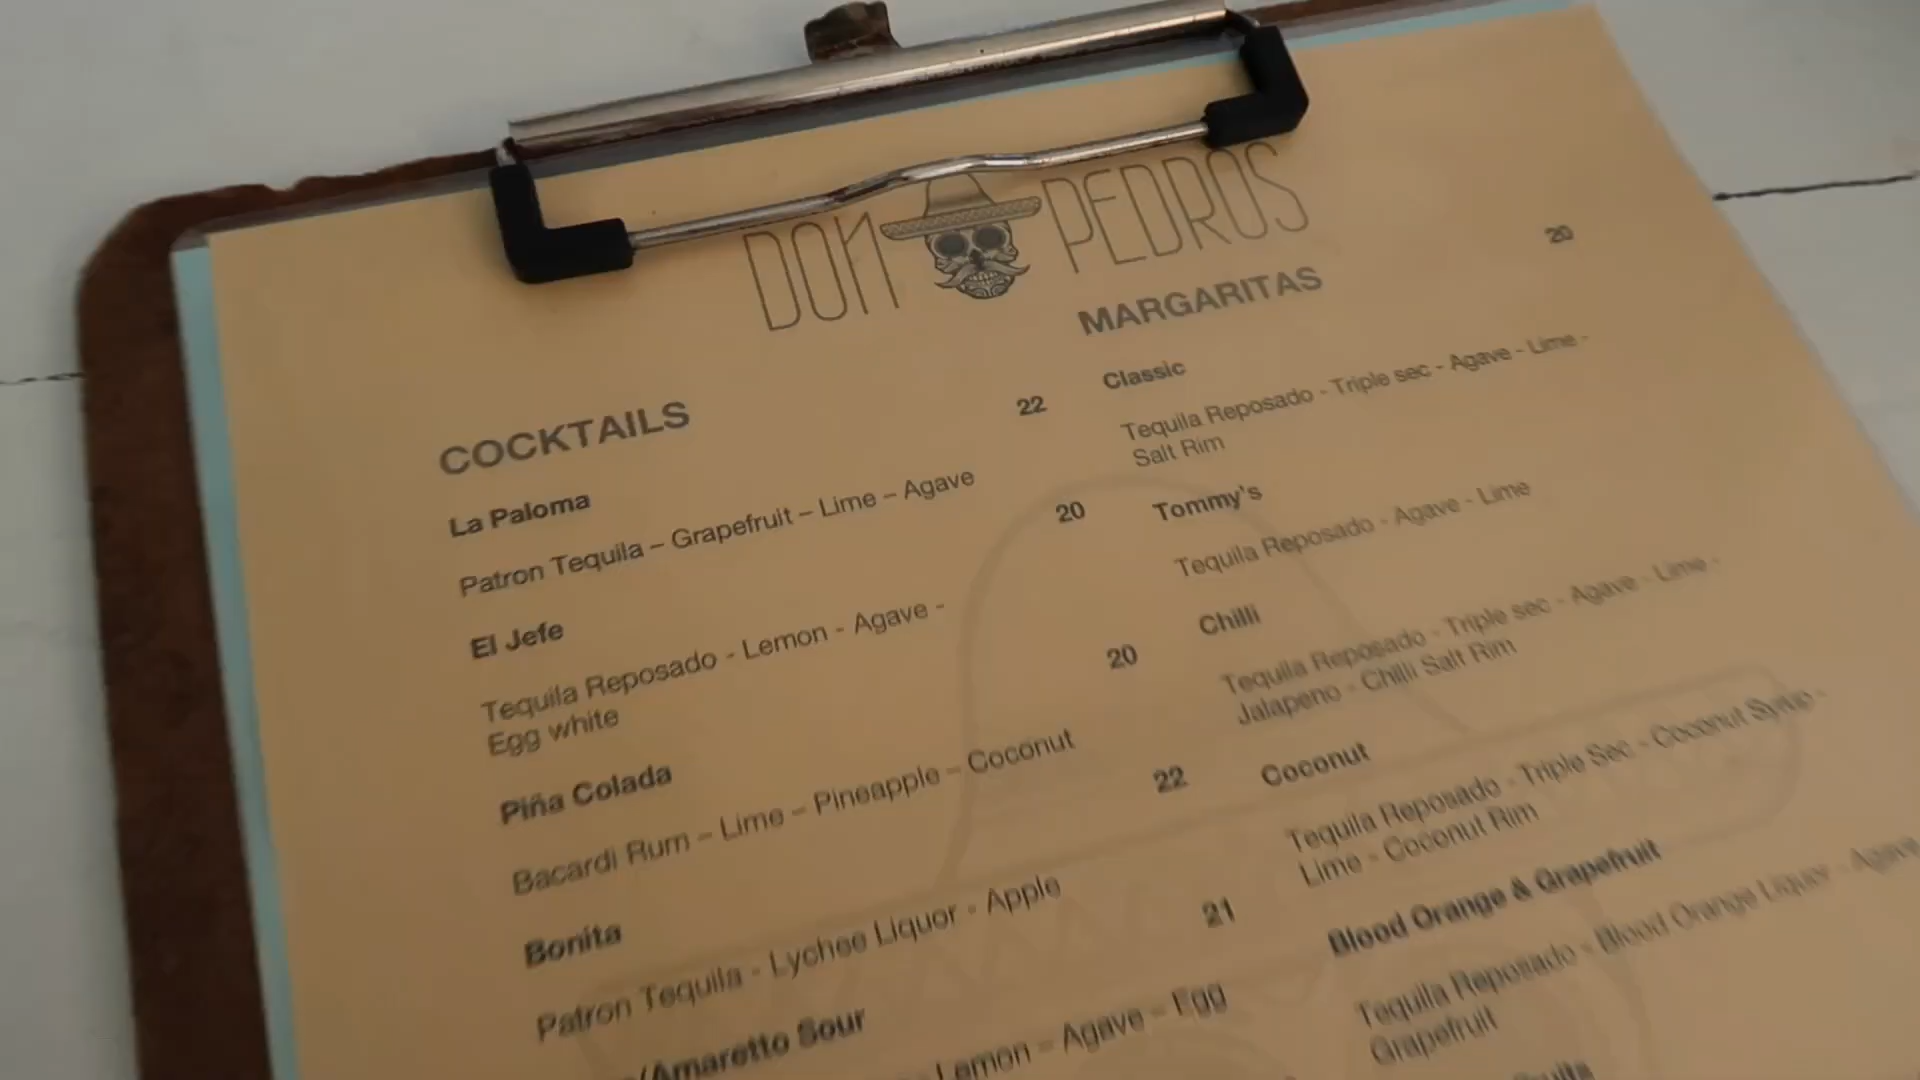 DON PEDROS
COCKTAILS
La Paloma 22
Patron Tequila – Grapefruit – Lime – Agave
El Jefe 20
Tequila Reposado - Lemon - Agave -
Egg white
Piña Colada 20
Bacardi Rum – Lime – Pineapple – Coconut
Bonita 22
Patron Tequila - Lychee Liquor - Apple
/Amaretto Sour 21
Lemon – Agave – Egg
MARGARITAS 20
Classic
Tequila Reposado - Triple sec - Agave - Lime -
Salt Rim
Tommy's
Tequila Reposado - Agave - Lime
Chilli
Tequila Reposado - Triple sec - Agave - Lime -
Jalapeno - Chilli Salt Rim
Coconut
Tequila Reposado - Triple Sec - Coconut Syrup -
Lime - Coconut Rim
Blood Orange & Grapefruit
Tequila Reposado - Blood Orange Liquor - Agave
Grapefruit